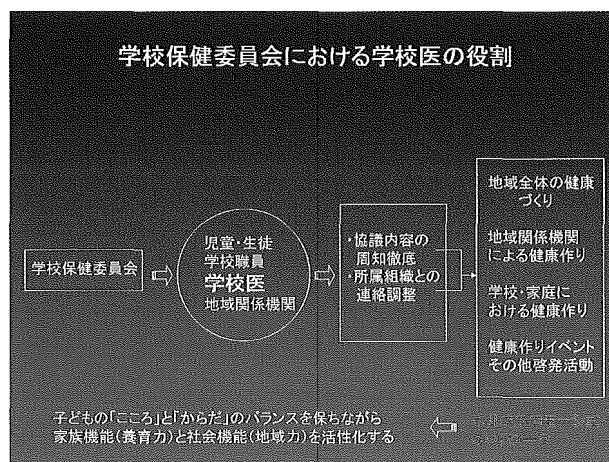 学校保健委員会における学校医の役割
学校保健委員会
児童・生徒
学校職員
学校医
地域関係機関
・協議内容の
周知徹底
・所属組織との
連絡調整
地域全体の健康
づくり
地域関係機関
による健康作り
学校・家庭に
おける健康作り
健康作りイベント
その他啓発活動
子どもの「こころ」と「からだ」のバランスを保ちながら
家族機能(養育力)と社会機能(地域力)を活性化する